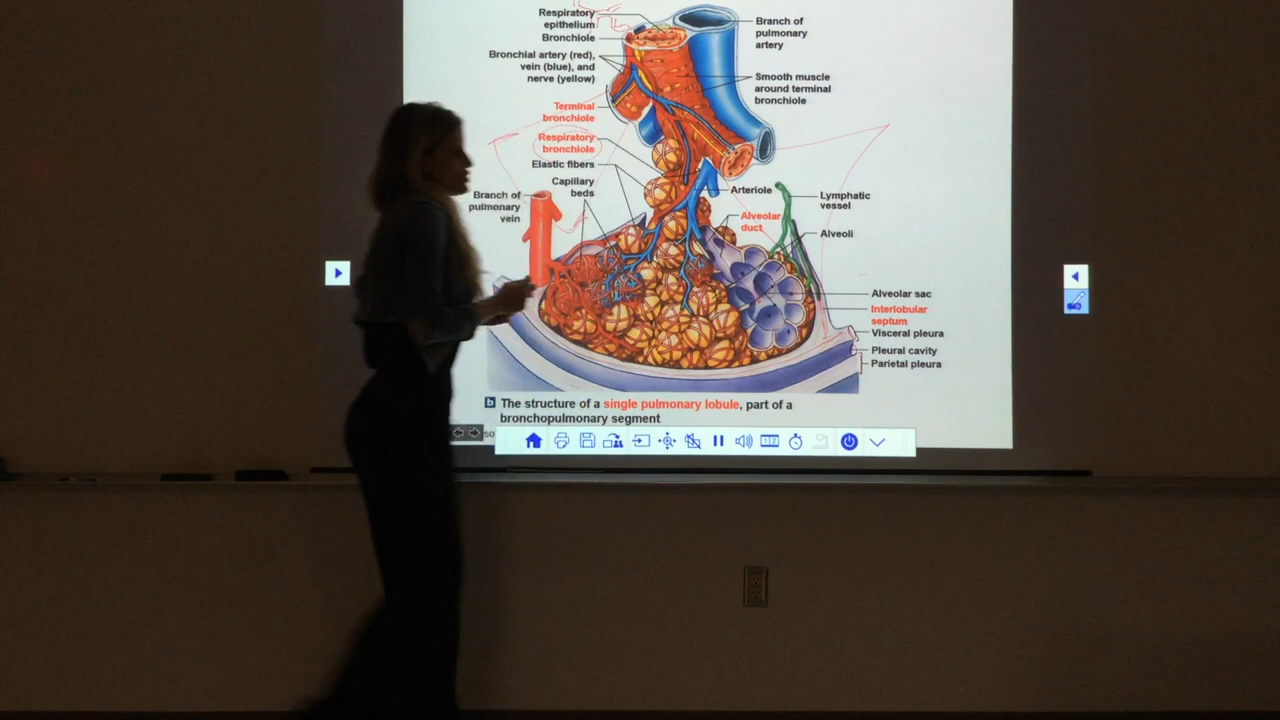 Respiratory
epithelium
Bronchiole
Bronchial artery (red),
vein (blue), and
nerve (yellow)
Terminal
bronchiole
Respiratory
bronchiole
Elastic fibers
Capillary
beds
Branch of
pulmonary
vein
Branch of
pulmonary
artery
Smooth muscle
around terminal
bronchiole
Arteriole
Lymphatic
vessel
Alveolar
duct
Alveoli
Alveolar sac
Interlobular
septum
Visceral pleura
Pleural cavity
Parietal pleura
b The structure of a single pulmonary lobule, part of a
bronchopulmonary segment